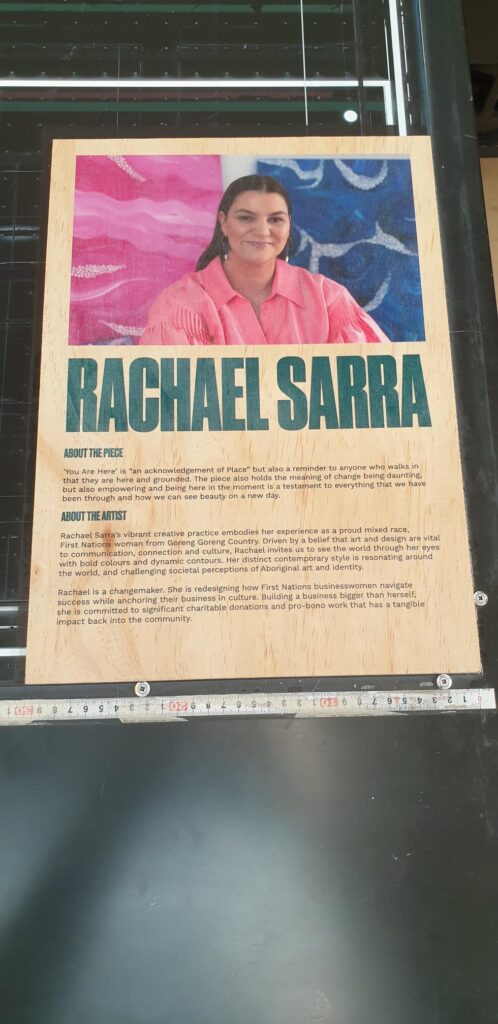 RACHAEL SARRA
ABOUT THE PIECE
'You Are Here' is "an acknowledgement of Place" but also a reminder to anyone who walks in
that they are here and grounded. The piece also holds the meaning of change being daunting,
but also empowering and being here in the moment is a testament to everything that we have
been through and how we can see beauty on a new day.
ABOUT THE ARTIST
Rachael Sarra's vibrant creative practice embodies her experience as a proud mixed race,
First Nations woman from Goreng Goreng Country. Driven by a belief that art and design are vital
to communication, connection and culture, Rachael invites us to see the world through her eyes
with bold colours and dynamic contours. Her distinct contemporary style is resonating around
the world, and challenging societal perceptions of Aboriginal art and identity.
Rachael is a changemaker. She is redesigning how First Nations businesswomen navigate
success while anchoring their business in culture. Building a business bigger than herself,
she is committed to significant charitable donations and pro-bono work that has a tangible
impact back into the community.